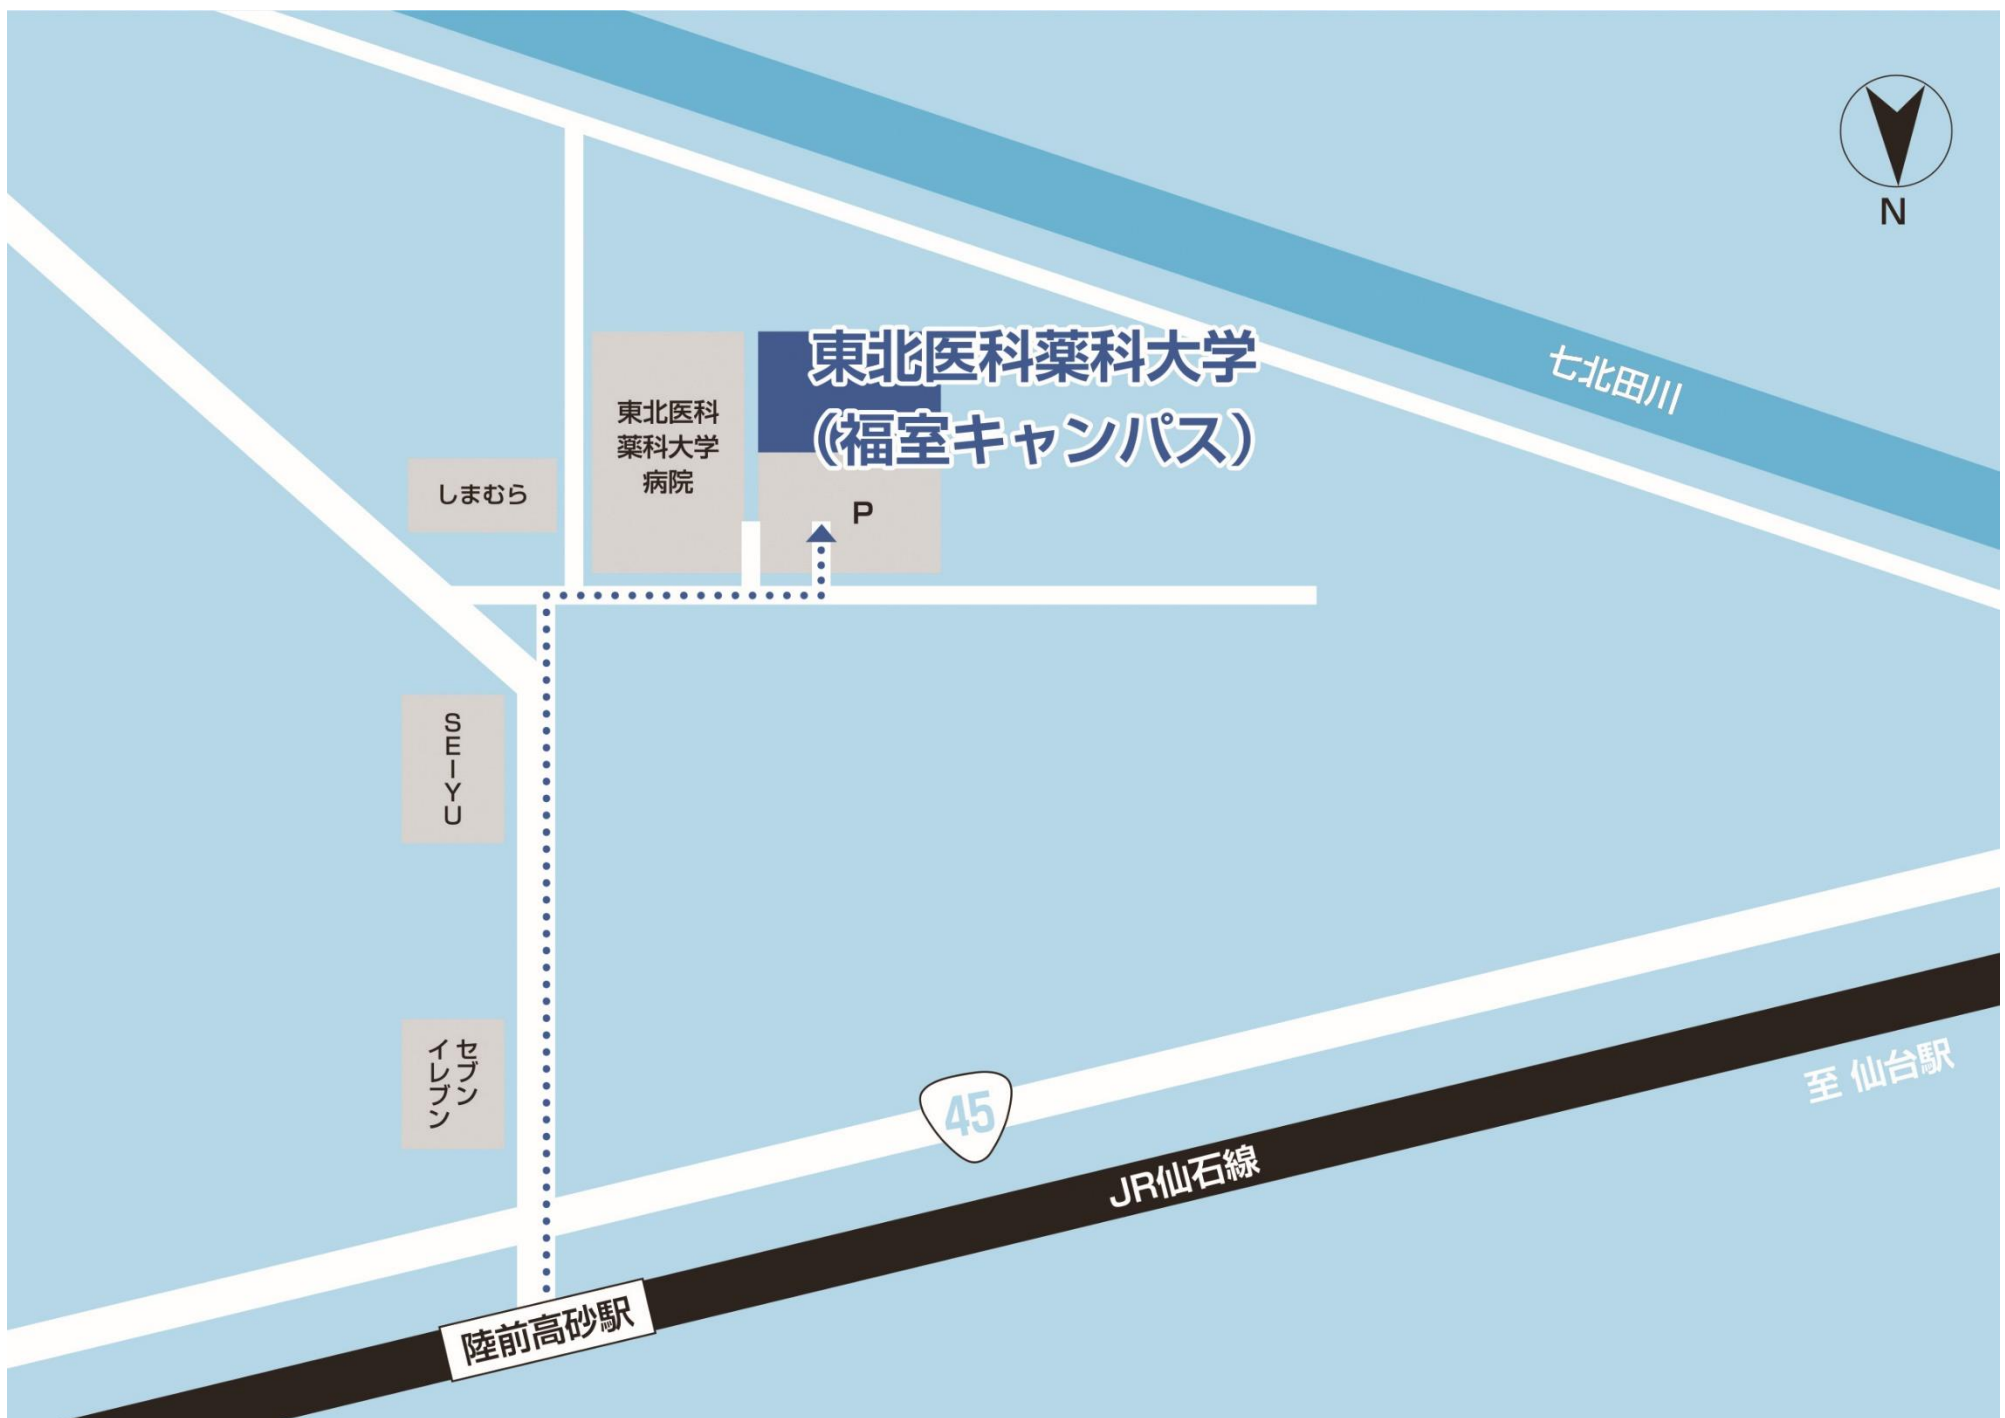 N
東北医科薬科大学
（福室キャンパス）
七北田川
東北医科
薬科大学
病院
しまむら
P
SEIYU
セブン
イレブン
45
至 仙台駅
JR仙石線
陸前高砂駅